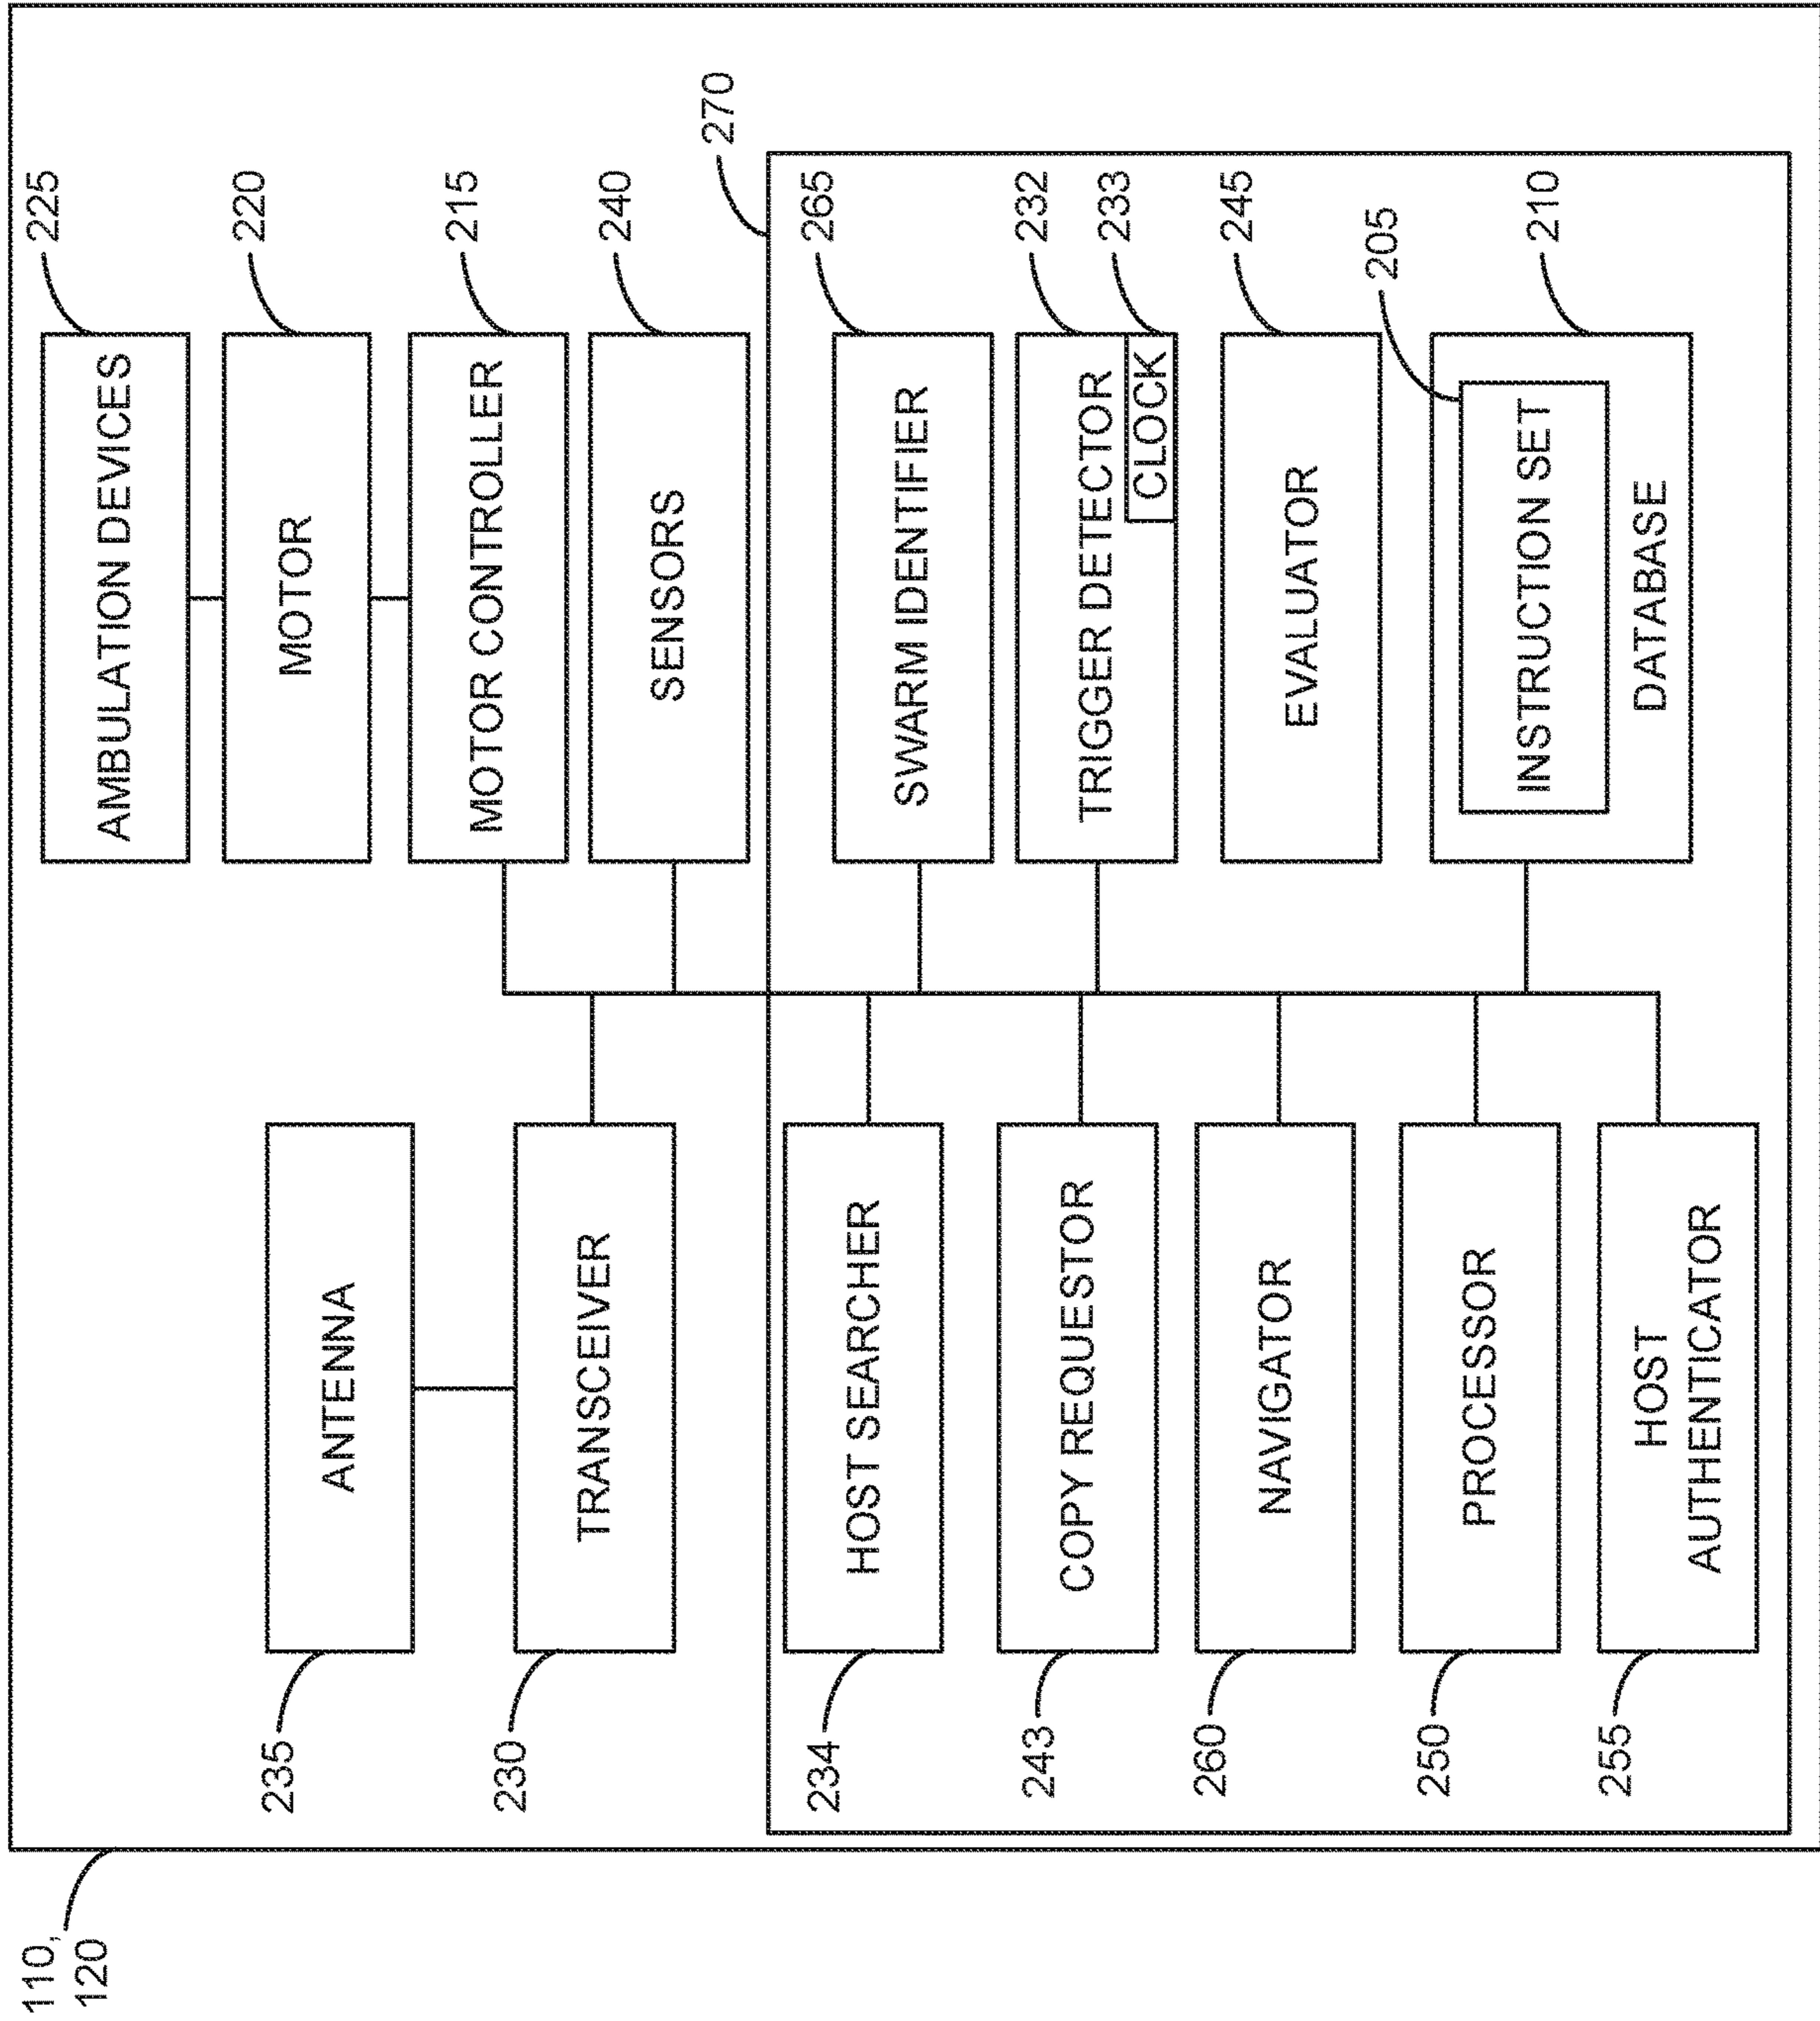 110,
120
235
ANTENNA
230
TRANSCEIVER
234
HOST SEARCHER
243
COPY REQUESTOR
260
NAVIGATOR
250
PROCESSOR
255
HOST
AUTHENTICATOR
AMBULATION DEVICES
225
MOTOR
220
MOTOR CONTROLLER
215
SENSORS
240
270
SWARM IDENTIFIER
265
TRIGGER DETECTOR
232
CLOCK
233
EVALUATOR
245
INSTRUCTION SET
205
DATABASE
210